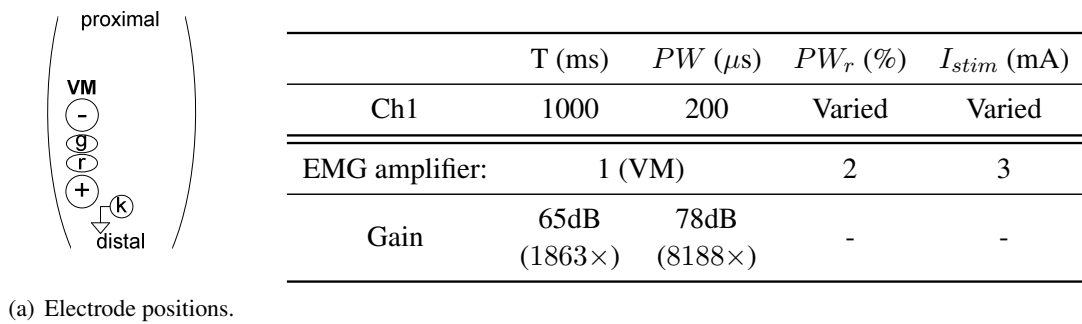 proximal
VM
-
g
r
+
k
distal
(a) Electrode positions.
T (ms) PW (μs) PW_r (%) I_stim (mA)
Ch1 1000 200 Varied Varied
EMG amplifier: 1 (VM) 2 3
Gain 65dB (1863×) 78dB (8188×) - -